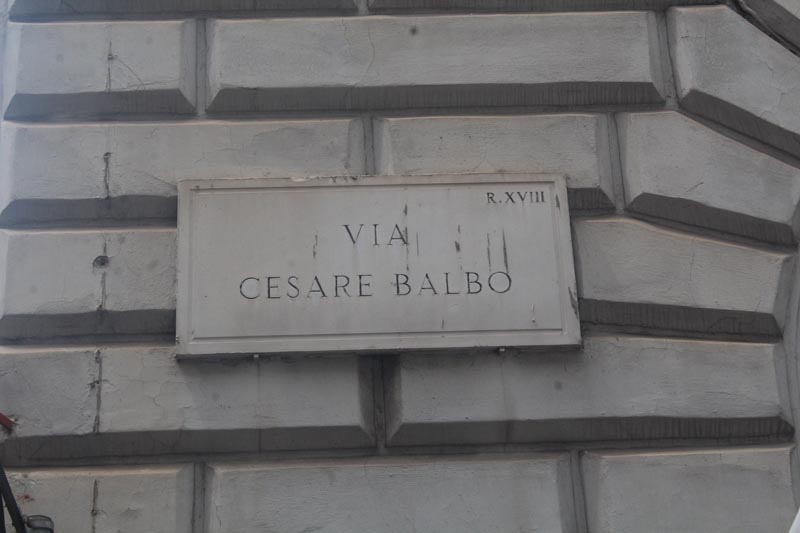 R. XVIII
VIA
CESARE BALBO